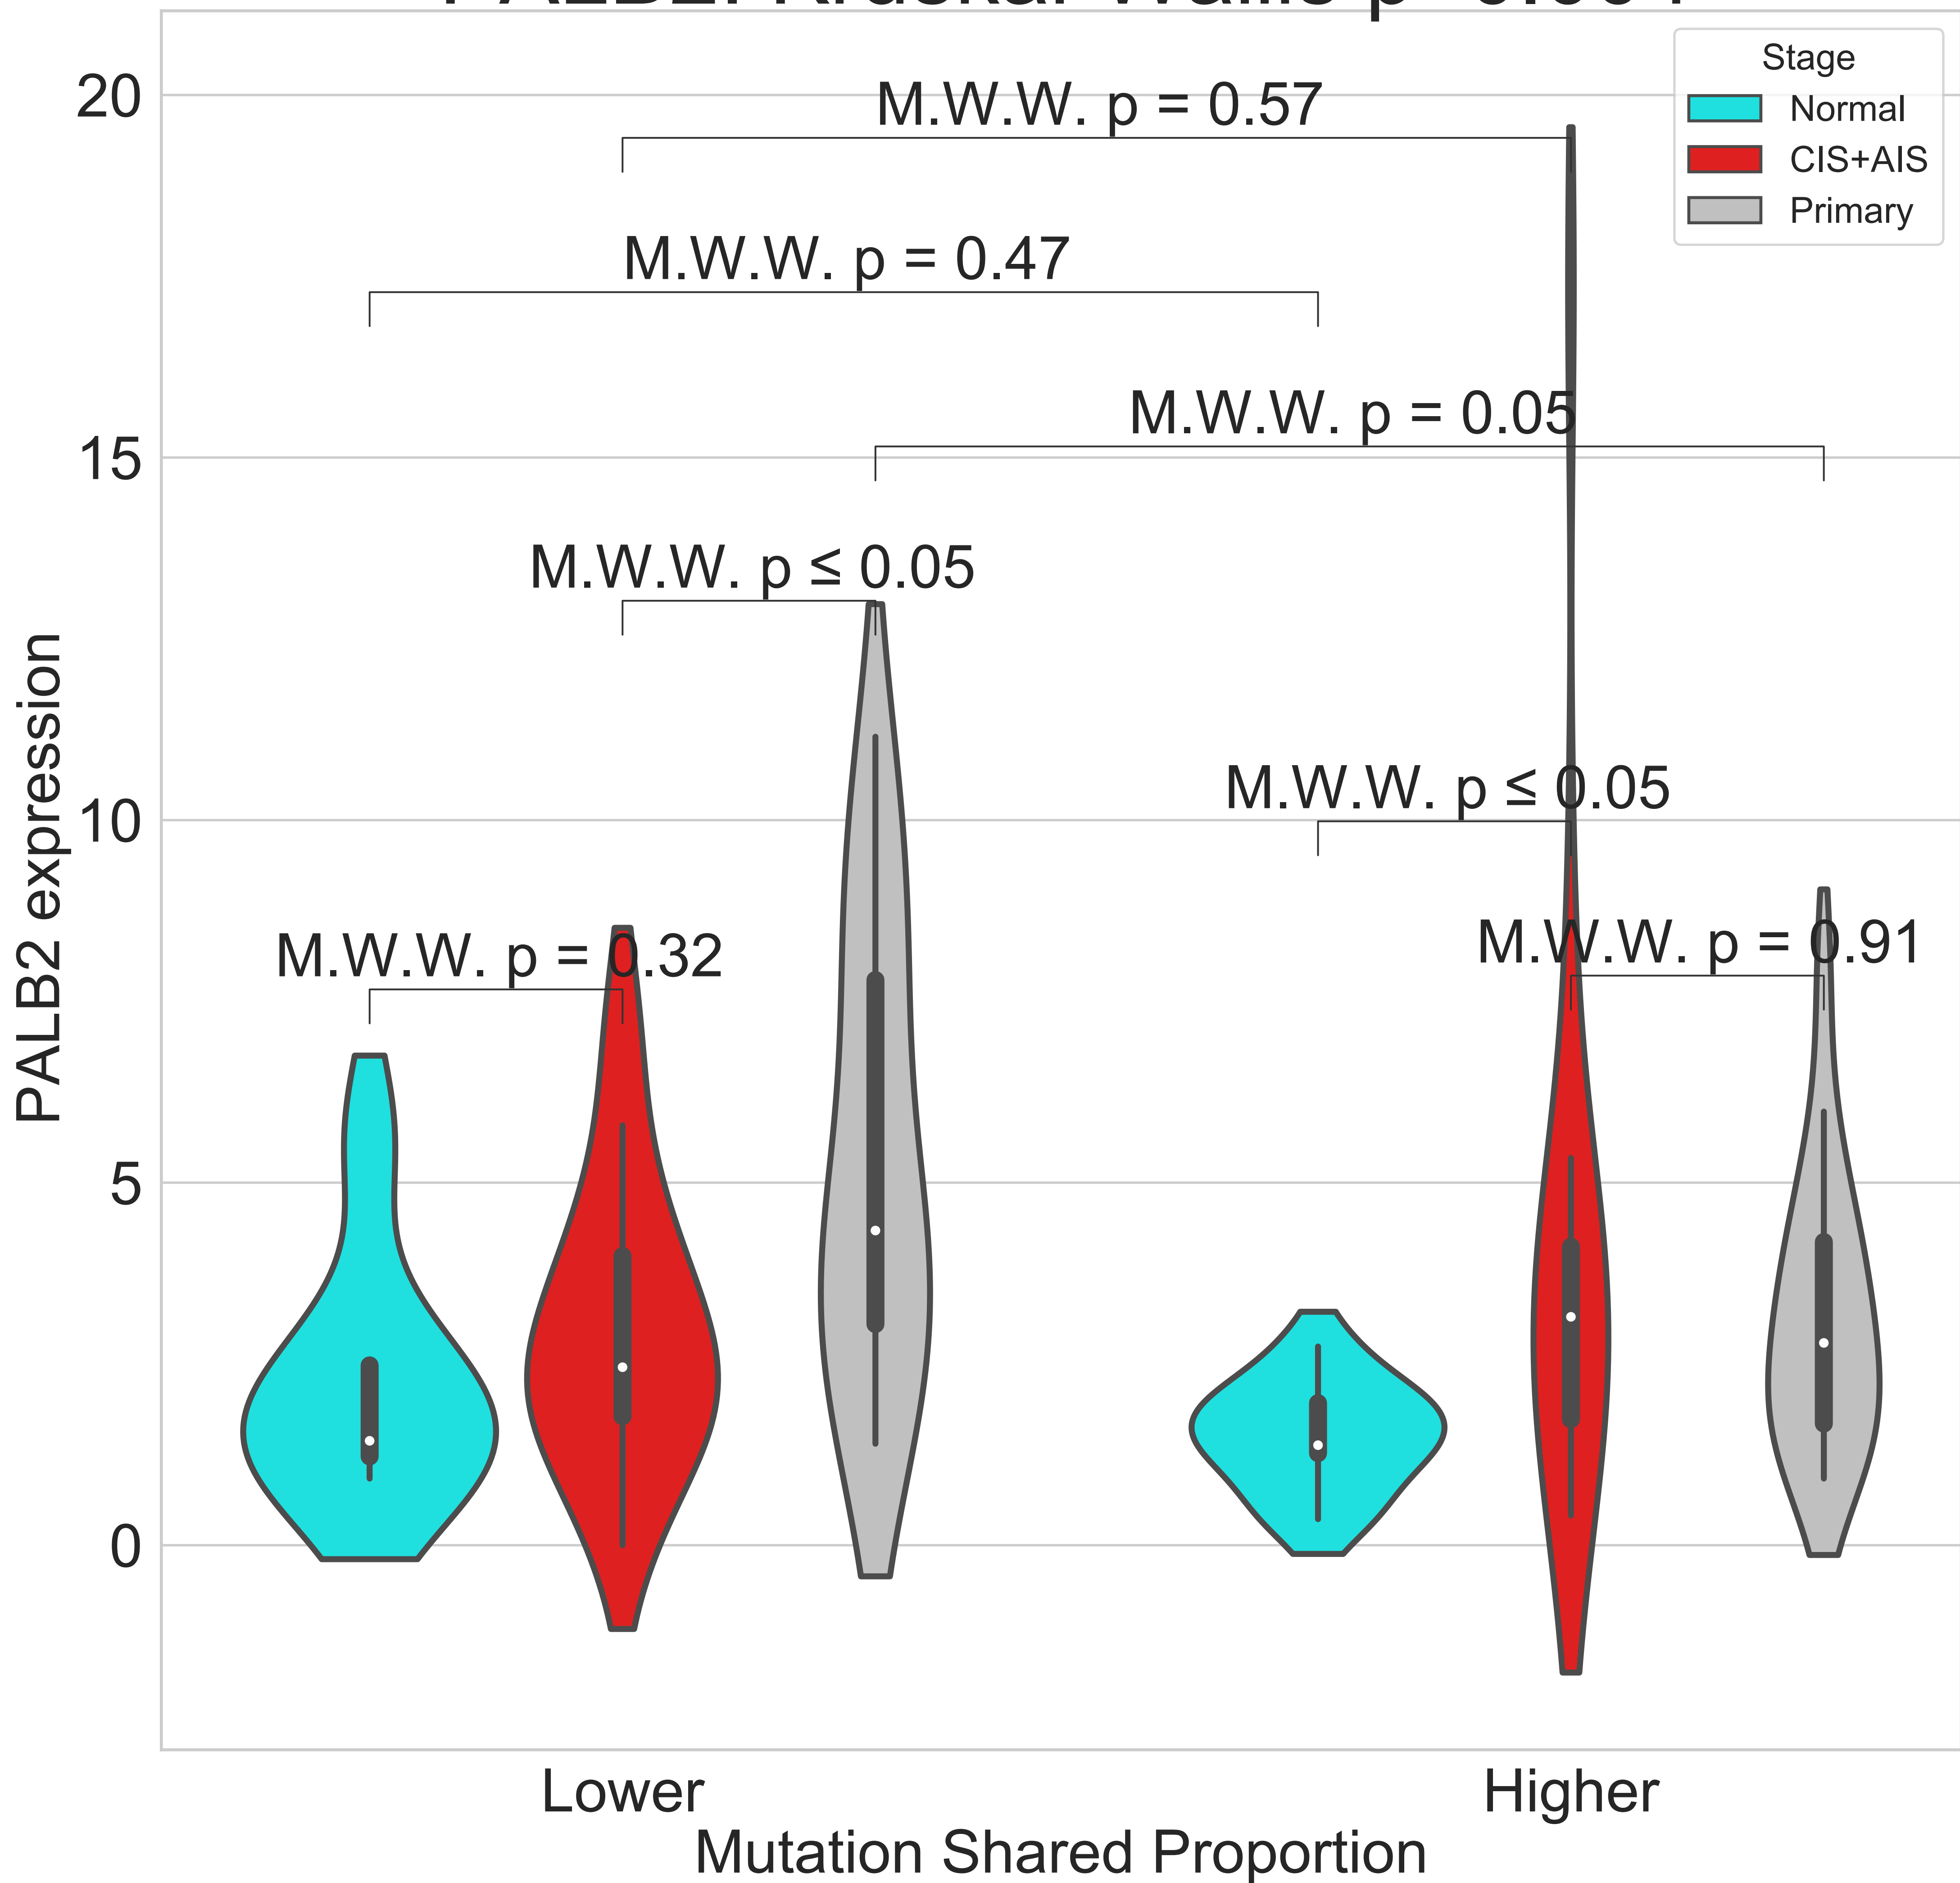 20
15
10
5
0
PALB2 expression
Stage
Normal
CIS+AIS
Primary
M.W.W. p = 0.57
M.W.W. p = 0.47
M.W.W. p = 0.05
M.W.W. p ≤ 0.05
M.W.W. p ≤ 0.05
M.W.W. p = 0.32
M.W.W. p = 0.91
Lower
Higher
Mutation Shared Proportion